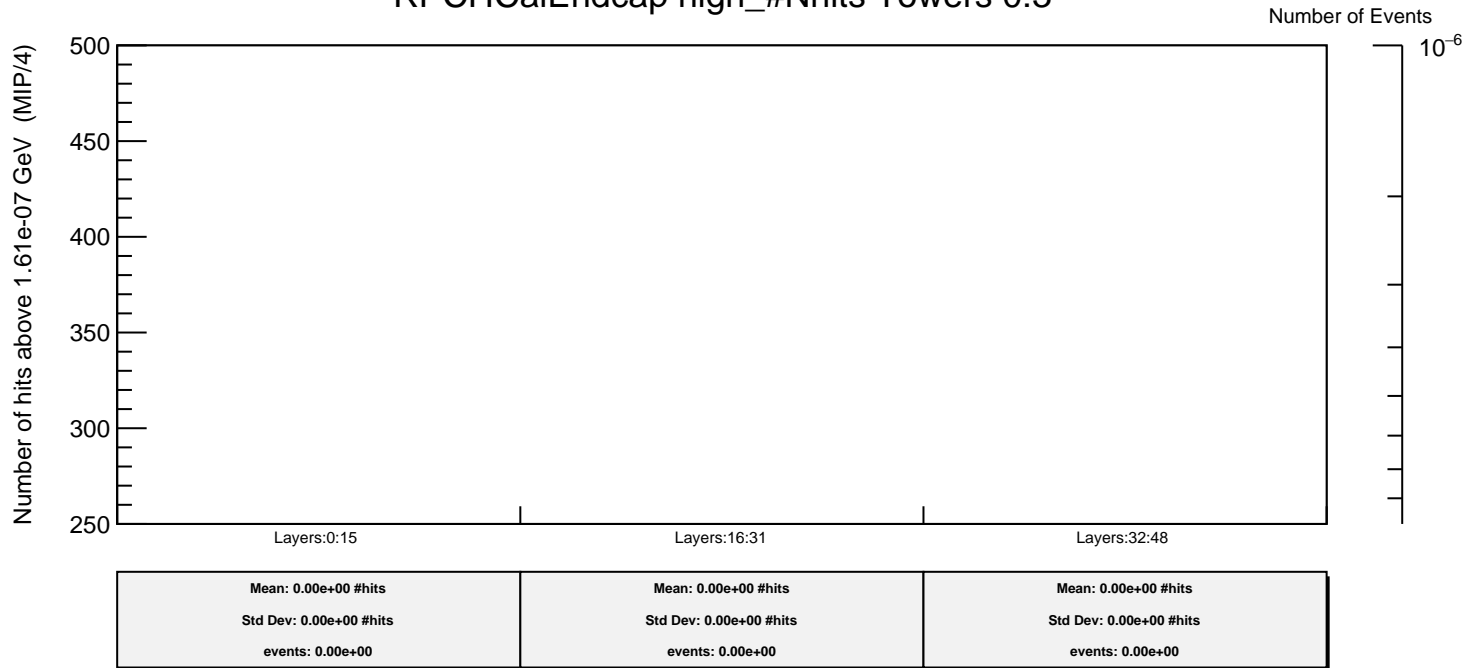 RPCHCalEndcap high_#Nhits Towers 0:3
Number of Events
10⁻⁶
Number of hits above 1.61e-07 GeV (MIP/4)
500
450
400
350
300
250
Layers:0:15 Layers:16:31 Layers:32:48
Mean: 0.00e+00 #hits Mean: 0.00e+00 #hits Mean: 0.00e+00 #hits
Std Dev: 0.00e+00 #hits Std Dev: 0.00e+00 #hits Std Dev: 0.00e+00 #hits
events: 0.00e+00 events: 0.00e+00 events: 0.00e+00